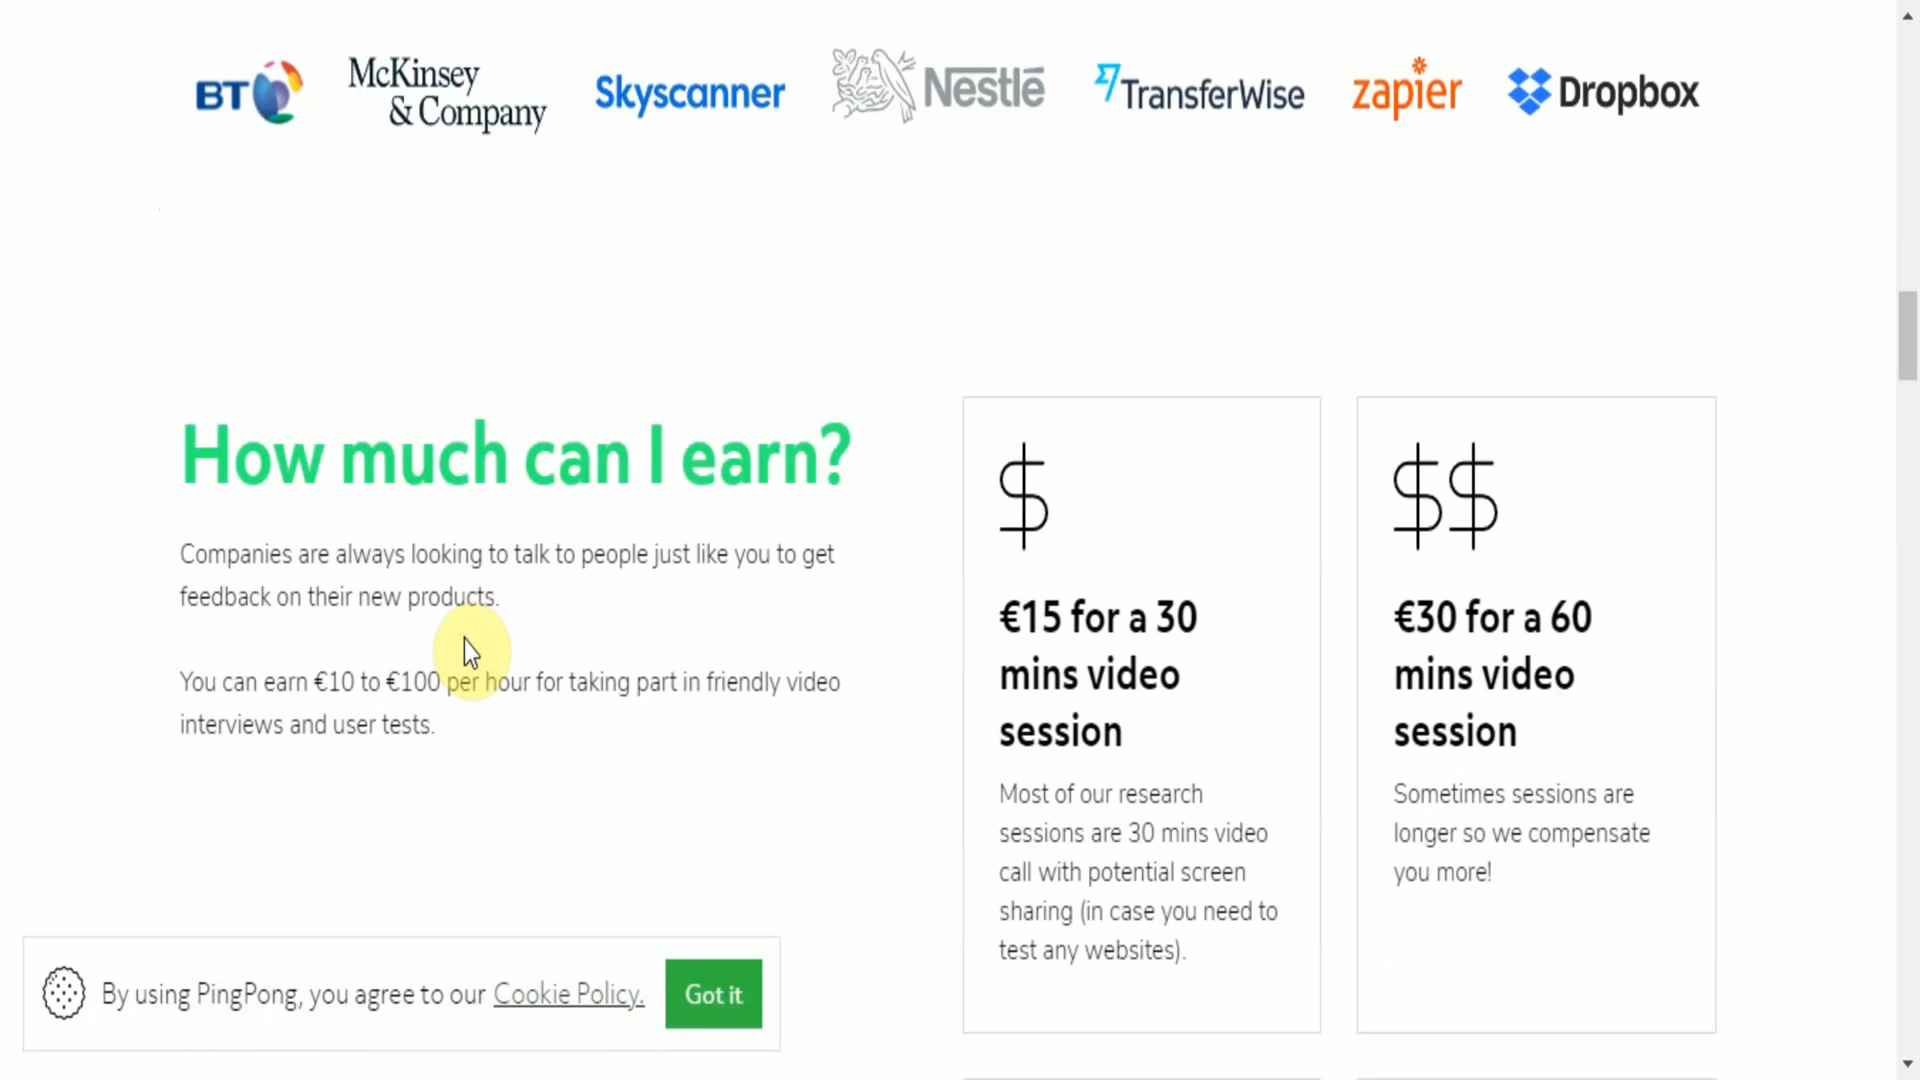 BT McKinsey & Company Skyscanner Nestlé TransferWise zapier Dropbox
How much can I earn?
Companies are always looking to talk to people just like you to get
feedback on their new products.
You can earn €10 to €100 per hour for taking part in friendly video
interviews and user tests.
$
€15 for a 30
mins video
session
Most of our research
sessions are 30 mins video
call with potential screen
sharing (in case you need to
test any websites).
$$
€30 for a 60
mins video
session
Sometimes sessions are
longer so we compensate
you more!
By using PingPong, you agree to our Cookie Policy. Got it